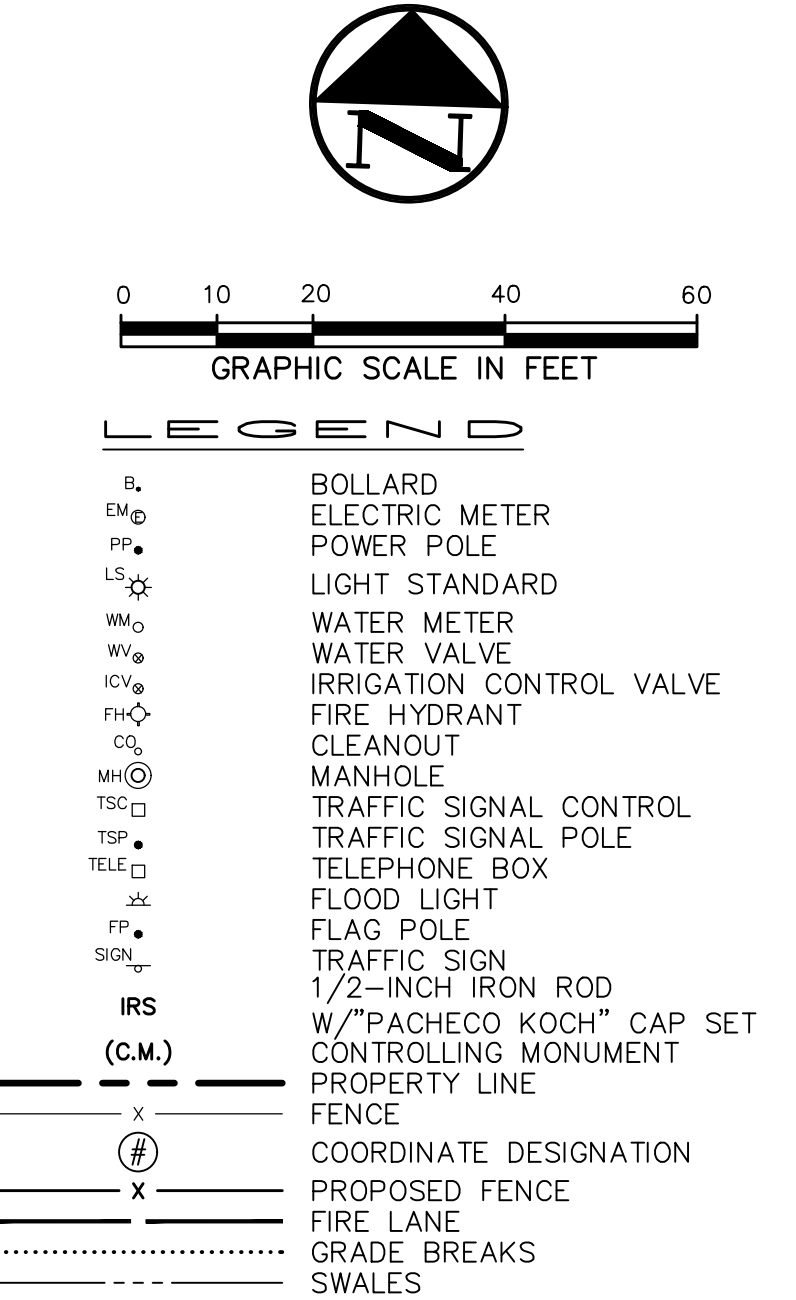 N
0 10 20 40 60
GRAPHIC SCALE IN FEET
LEGEND
B. BOLLARD
EM E ELECTRIC METER
PP POWER POLE
LS LIGHT STANDARD
WM WATER METER
WV WATER VALVE
ICV IRRIGATION CONTROL VALVE
FH FIRE HYDRANT
CO CLEANOUT
MH MANHOLE
TSC TRAFFIC SIGNAL CONTROL
TSP TRAFFIC SIGNAL POLE
TELE TELEPHONE BOX
FLOOD LIGHT
FP FLAG POLE
SIGN TRAFFIC SIGN
IRS 1/2-INCH IRON ROD
W/"PACHECO KOCH" CAP SET
(C.M.) CONTROLLING MONUMENT
PROPERTY LINE
X FENCE
# COORDINATE DESIGNATION
X PROPOSED FENCE
FIRE LANE
GRADE BREAKS
SWALES